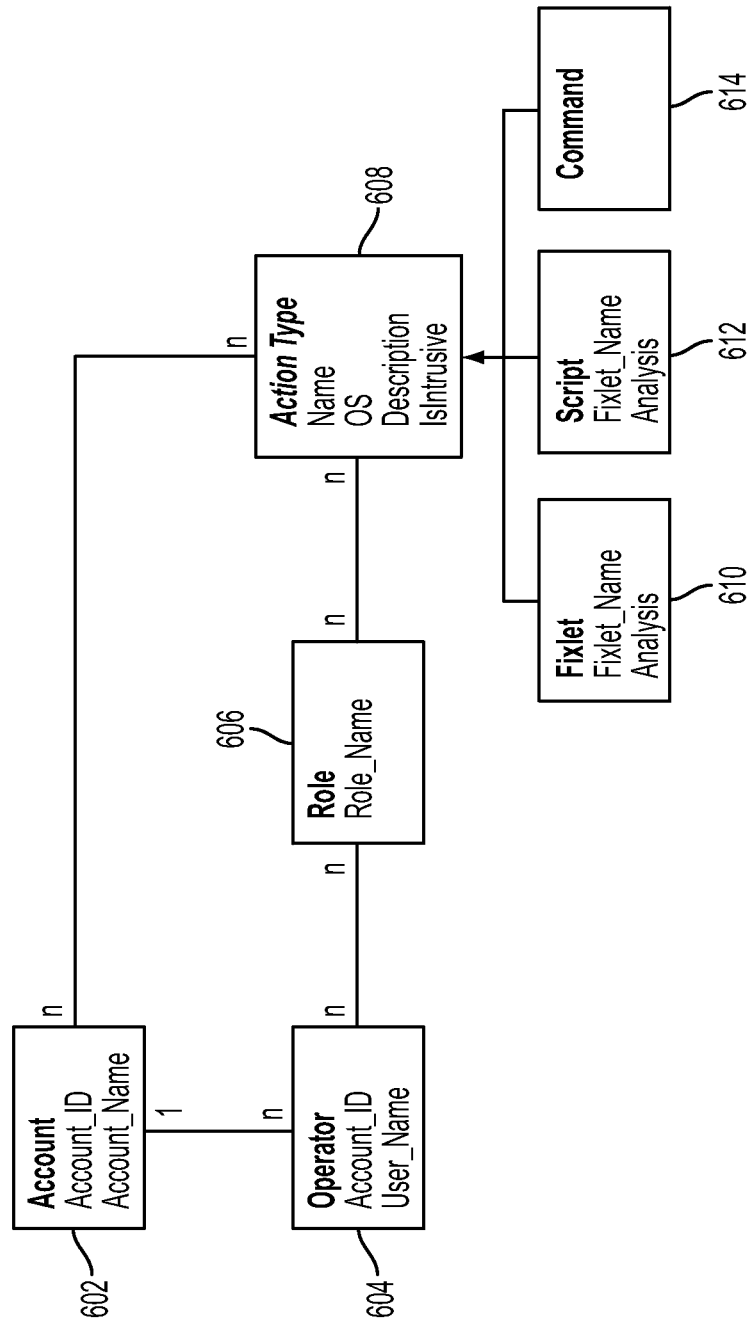 602
Account
Account_ID
Account_Name
n
n
1
n
604
Operator
Account_ID
User_Name
n
n
606
Role
Role_Name
n
n
608
Action Type
Name
OS
Description
IsIntrusive
Fixlet
Fixlet_Name
Analysis
610
Script
Fixlet_Name
Analysis
612
Command
614